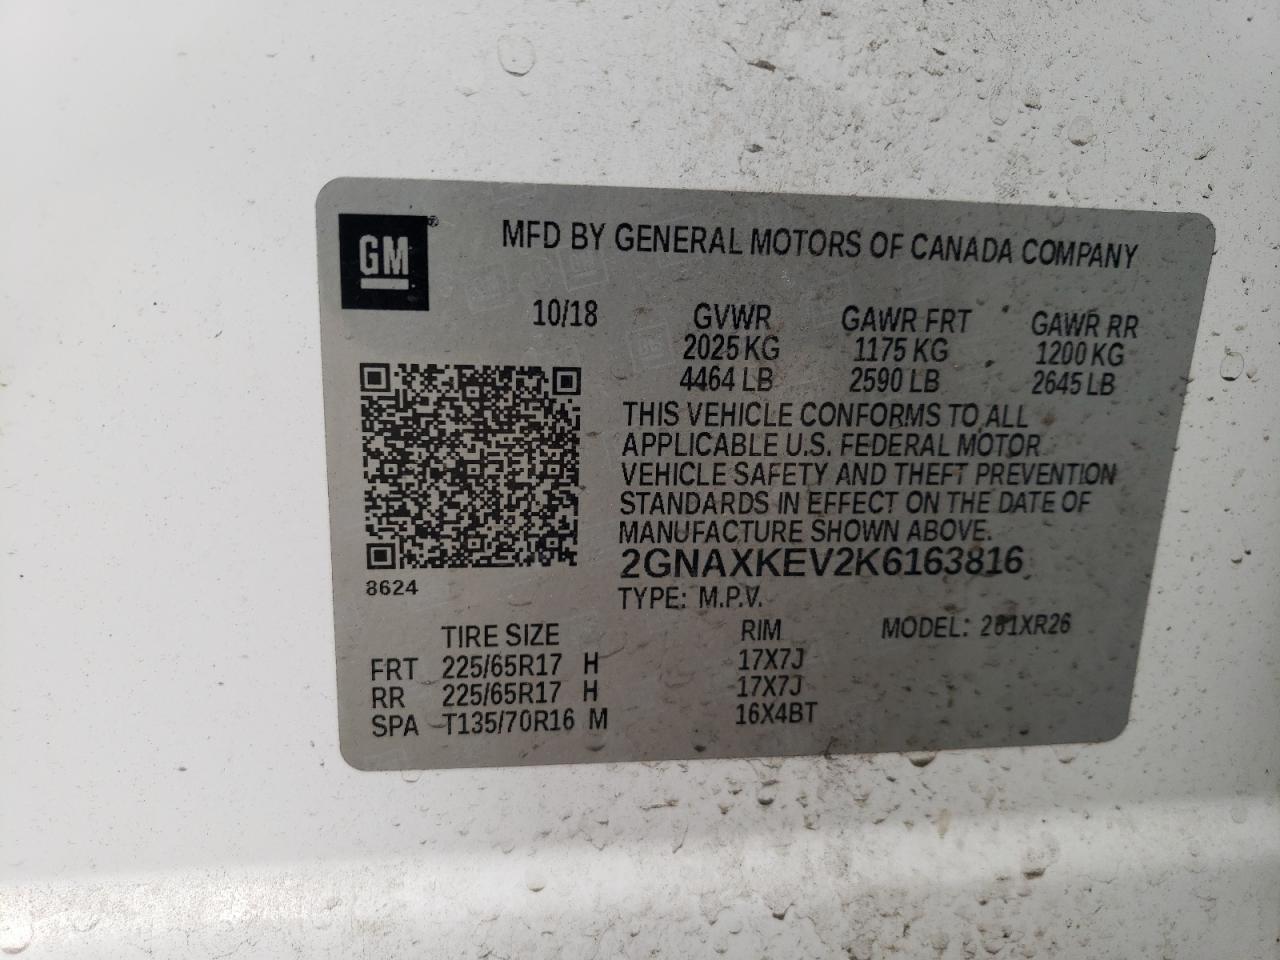 GM®
MFD BY GENERAL MOTORS OF CANADA COMPANY
10/18 GVWR GAWR FRT GAWR RR
2025 KG 1175 KG 1200 KG
4464 LB 2590 LB 2645 LB
THIS VEHICLE CONFORMS TO ALL
APPLICABLE U.S. FEDERAL MOTOR
VEHICLE SAFETY AND THEFT PREVENTION
STANDARDS IN EFFECT ON THE DATE OF
MANUFACTURE SHOWN ABOVE.
2GNAXKEV2K6163816
8624
TYPE: M.P.V.
TIRE SIZE RIM MODEL:
FRT 225/65R17 H 17X7J
RR 225/65R17 H 17X7J
SPA T135/70R16 M 16X4BT